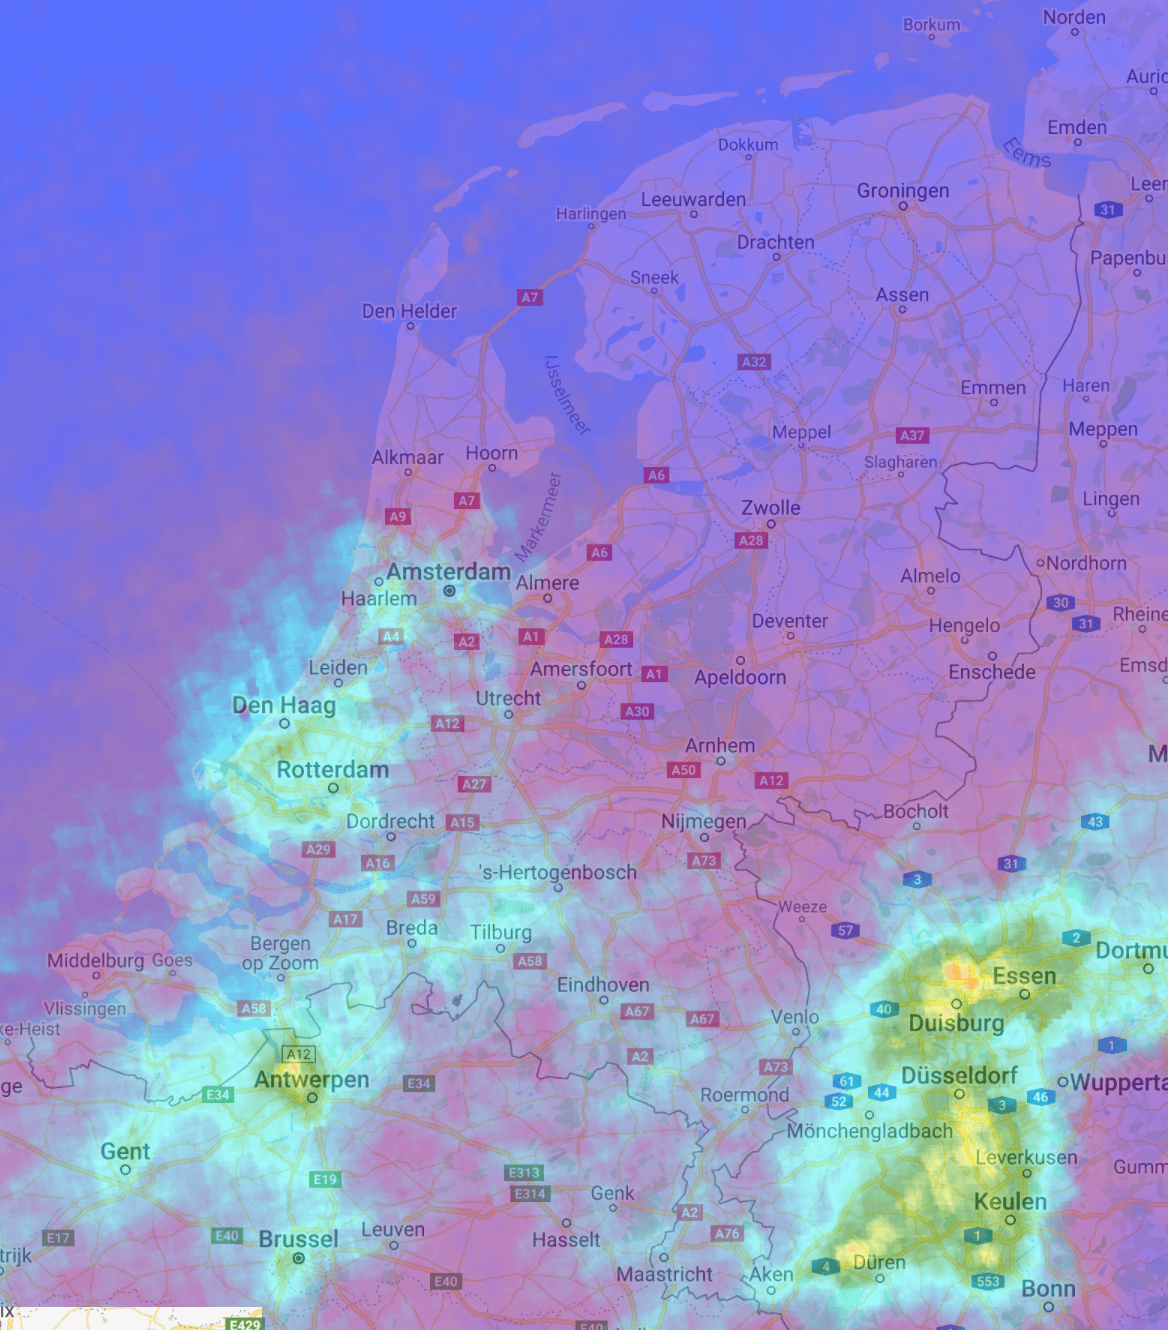 Borkum
Norden
Auric
Emden
Eems
Dokkum
Leer
Groningen
Leeuwarden
31
Harlingen
Drachten
Papenbu
Sneek
Assen
A7
Den Helder
IJsselmeer
A32
Emmen
Haren
Meppel
A37
Meppen
Alkmaar
Hoorn
Slagharen
A6
Markermeer
A7
Lingen
A9
Zwolle
A28
A6
Amsterdam
Almere
Almelo
Nordhorn
Haarlem
30
Rheine
31
A4
A2
A1
A28
Deventer
Hengelo
Leiden
Amersfoort
A1
Apeldoorn
Enschede
Emsd
Den Haag
Utrecht
A30
A12
Arnhem
M
Rotterdam
A50
A12
A27
Dordrecht
A15
Nijmegen
Bocholt
43
A29
A16
A73
31
's-Hertogenbosch
3
A59
Weeze
A17
Breda
Tilburg
57
2
Bergen
op Zoom
Dortmu
Middelburg
Goes
A58
Essen
Eindhoven
Vlissingen
A58
40
A67
A67
Venlo
Duisburg
ke-Heist
1
A12
A2
A73
Antwerpen
E34
Düsseldorf
Wupperta
ge
E34
61
44
46
52
3
Roermond
Mönchengladbach
Gent
Leverkusen
Gumm
E19
E313
E314
Genk
Keulen
A2
Leuven
A76
E17
E40
Brussel
Hasselt
1
trijk
4
Düren
Maastricht
Aken
E40
553
Bonn
ix
E429
E40